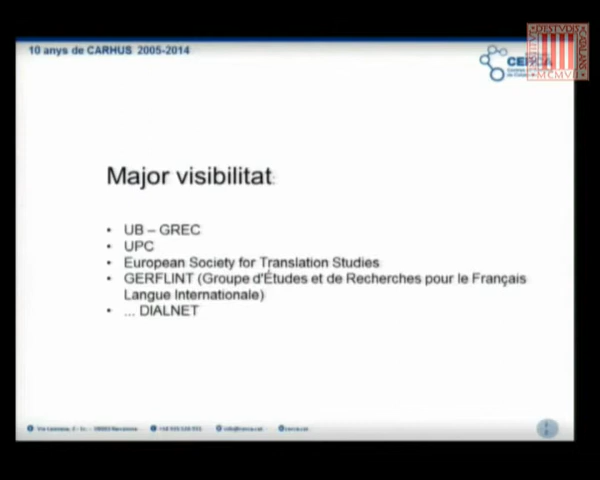 10 anys de CARHUS 2005-2014
Major visibilitat
• UB – GREC
• UPC
• European Society for Translation Studies
• GERFLINT (Groupe d'Études et de Recherches pour le Français
Langue Internationale)
• ... DIALNET